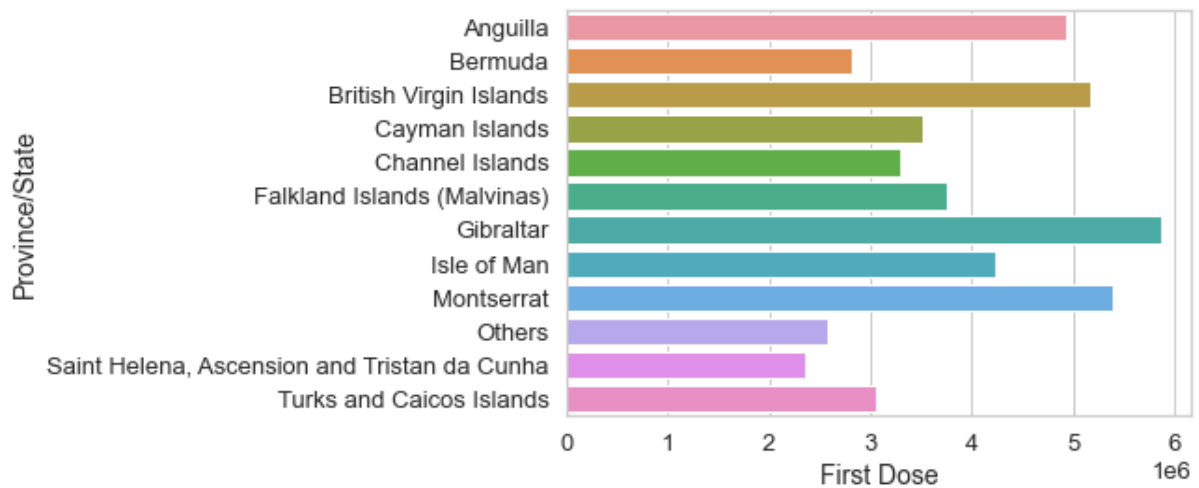 Province/State
Anguilla
Bermuda
British Virgin Islands
Cayman Islands
Channel Islands
Falkland Islands (Malvinas)
Gibraltar
Isle of Man
Montserrat
Others
Saint Helena, Ascension and Tristan da Cunha
Turks and Caicos Islands
0 1 2 3 4 5 6
First Dose
1e6